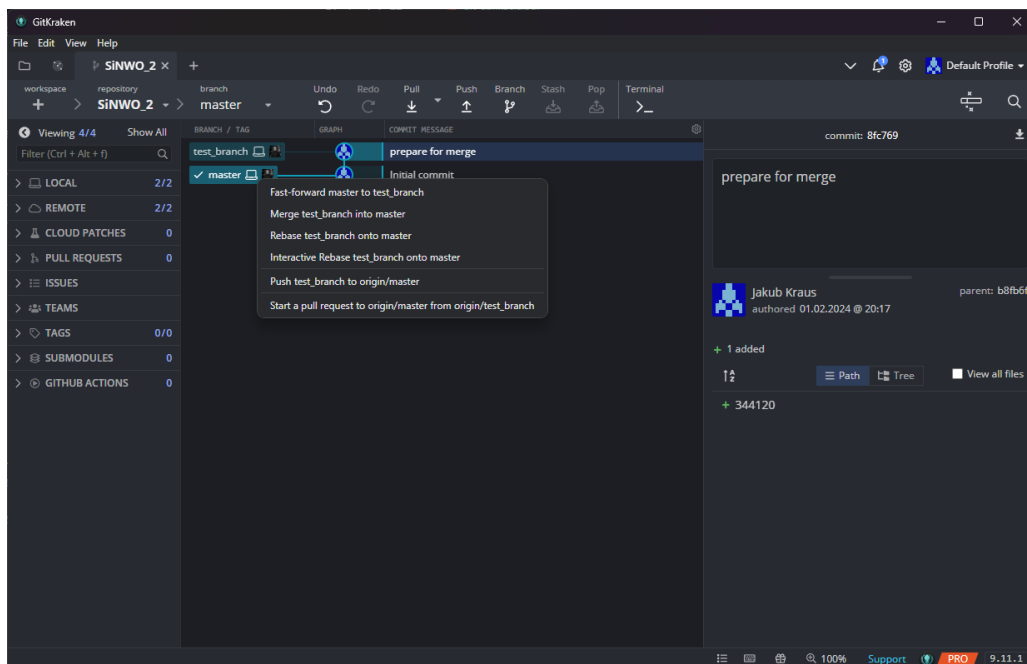 GitKraken
File Edit View Help
SiNWO_2
workspace repository branch Undo Redo Pull Push Branch Stash Pop Terminal
SiNWO_2 master
Default Profile
Viewing 4/4 Show All
Filter (Ctrl + Alt + f)
LOCAL 2/2
REMOTE 2/2
CLOUD PATCHES 0
PULL REQUESTS 0
ISSUES
TEAMS
TAGS 0/0
SUBMODULES 0
GITHUB ACTIONS 0
BRANCH / TAG GRAPH COMMIT MESSAGE
test_branch prepare for merge
master Initial commit
Fast-forward master to test_branch
Merge test_branch into master
Rebase test_branch onto master
Interactive Rebase test_branch onto master
Push test_branch to origin/master
Start a pull request to origin/master from origin/test_branch
commit: 8fc769
prepare for merge
Jakub Kraus parent: b8fb6f
authored 01.02.2024 @ 20:17
+ 1 added
Path Tree View all files
+ 344120
100% Support PRO 9.11.1